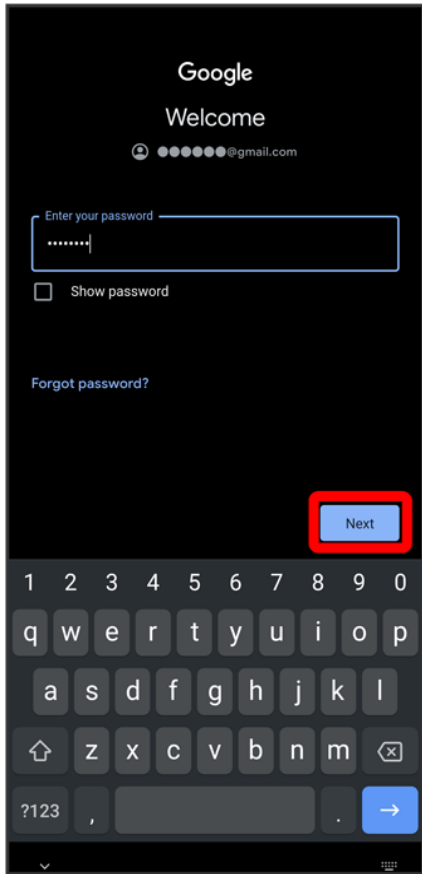 Google
Welcome
●●●●●●@gmail.com
Enter your password
••••••••
Show password
Forgot password?
Next
1 2 3 4 5 6 7 8 9 0
q w e r t y u i o p
a s d f g h j k l
z x c v b n m
?123 , .